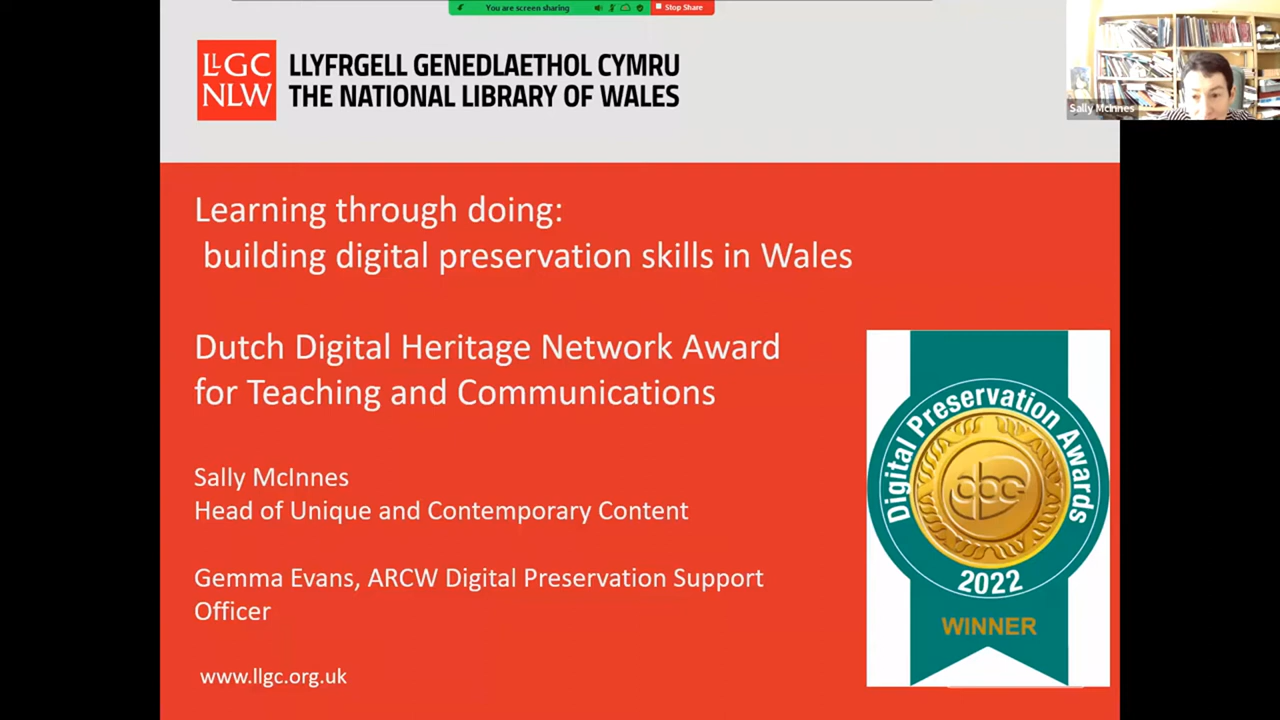 You are screen sharing
Stop Share
LLGC
NLW
LLYFRGELL GENEDLAETHOL CYMRU
THE NATIONAL LIBRARY OF WALES
Sally McInnes
Learning through doing:
building digital preservation skills in Wales
Dutch Digital Heritage Network Award
for Teaching and Communications
Sally McInnes
Head of Unique and Contemporary Content
Gemma Evans, ARCW Digital Preservation Support
Officer
www.llgc.org.uk
Digital Preservation Awards
dpc
2022
WINNER